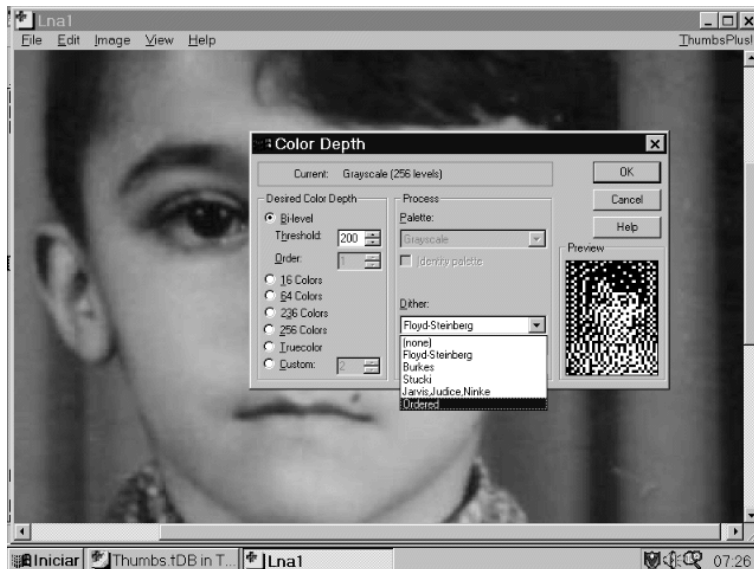 Lna1
File Edit Image View Help ThumbsPlus!
Color Depth
Current: Grayscale (256 levels)
OK
Cancel
Help
Desired Color Depth
Bi-level
Threshold: 200
Order: 1
16 Colors
64 Colors
236 Colors
256 Colors
Truecolor
Custom: 2
Process
Palette:
Grayscale
Identity palette
Dither:
Floyd-Steinberg
(none)
Floyd-Steinberg
Burkes
Stucki
Jarvis,Judice,Ninke
Ordered
Preview
Iniciar Thumbs.tDB in T... Lna1 07:26